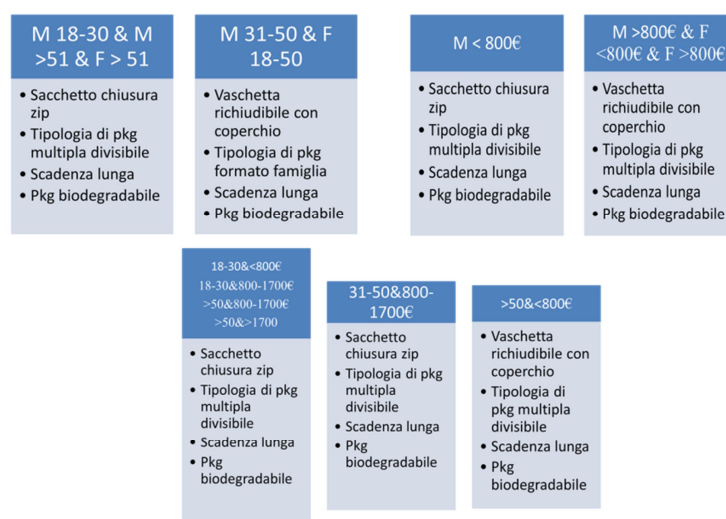 M 18-30 & M
>51 & F > 51
• Sacchetto chiusura
zip
• Tipologia di pkg
multipla divisibile
• Scadenza lunga
• Pkg biodegradabile
M 31-50 & F
18-50
• Vaschetta
richiudibile con
coperchio
• Tipologia di pkg
formato famiglia
• Scadenza lunga
• Pkg biodegradabile
M < 800€
• Sacchetto chiusura
zip
• Tipologia di pkg
multipla divisibile
• Scadenza lunga
• Pkg biodegradabile
M >800€ & F
<800€ & F >800€
• Vaschetta
richiudibile con
coperchio
• Tipologia di pkg
multipla divisibile
• Scadenza lunga
• Pkg biodegradabile
18-30&<800€
18-30&800-1700€
>50&800-1700€
>50&>1700
• Sacchetto
chiusura zip
• Tipologia di pkg
multipla
divisibile
• Scadenza lunga
• Pkg
biodegradabile
31-50&800-
1700€
• Sacchetto
chiusura zip
• Tipologia di pkg
multipla
divisibile
• Scadenza lunga
• Pkg
biodegradabile
>50&<800€
• Vaschetta
richiudibile con
coperchio
• Tipologia di
pkg multipla
divisibile
• Scadenza lunga
• Pkg
biodegradabile